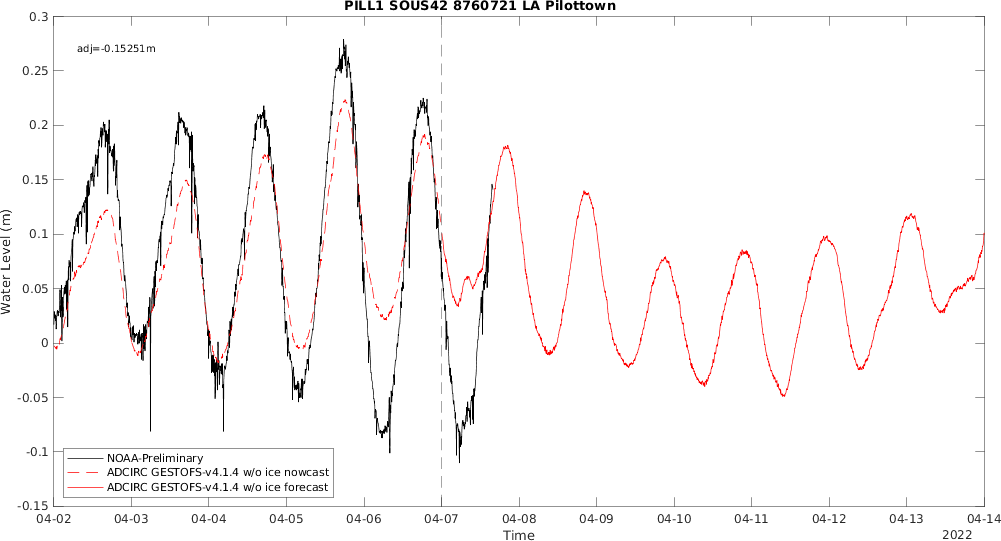 PILL1 SOUS42 8760721 LA Pilottown
adj=-0.15251m
Water Level (m)
0.3
0.25
0.2
0.15
0.1
0.05
0
-0.05
-0.1
-0.15
NOAA-Preliminary
ADCIRC GESTOFS-v4.1.4 w/o ice nowcast
ADCIRC GESTOFS-v4.1.4 w/o ice forecast
04-02 04-03 04-04 04-05 04-06 04-07 04-08 04-09 04-10 04-11 04-12 04-13 04-14
Time
2022